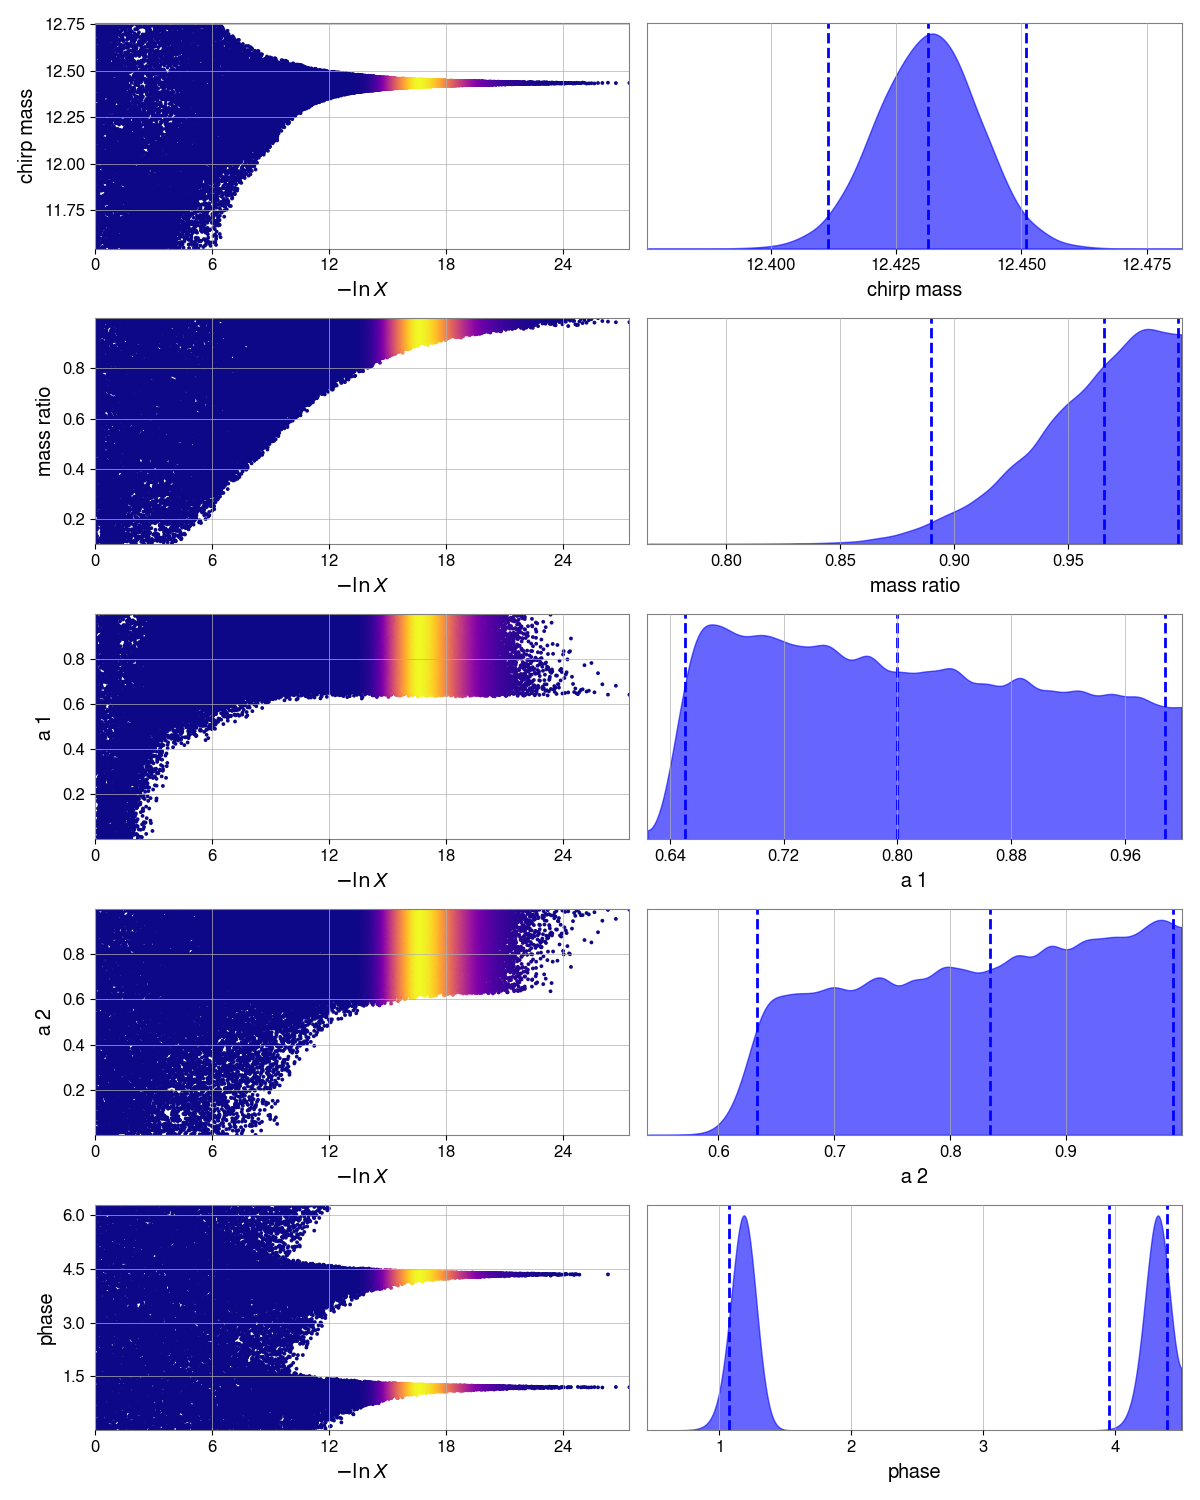 12.75
12.50
12.25
12.00
11.75
chirp mass
0 6 12 18 24
−ln X
12.400 12.425 12.450 12.475
chirp mass
0.8
0.6
0.4
0.2
mass ratio
0 6 12 18 24
−ln X
0.80 0.85 0.90 0.95
mass ratio
0.8
0.6
0.4
0.2
a 1
0 6 12 18 24
−ln X
0.64 0.72 0.80 0.88 0.96
a 1
0.8
0.6
0.4
0.2
a 2
0 6 12 18 24
−ln X
0.6 0.7 0.8 0.9
a 2
6.0
4.5
3.0
1.5
phase
0 6 12 18 24
−ln X
1 2 3 4
phase